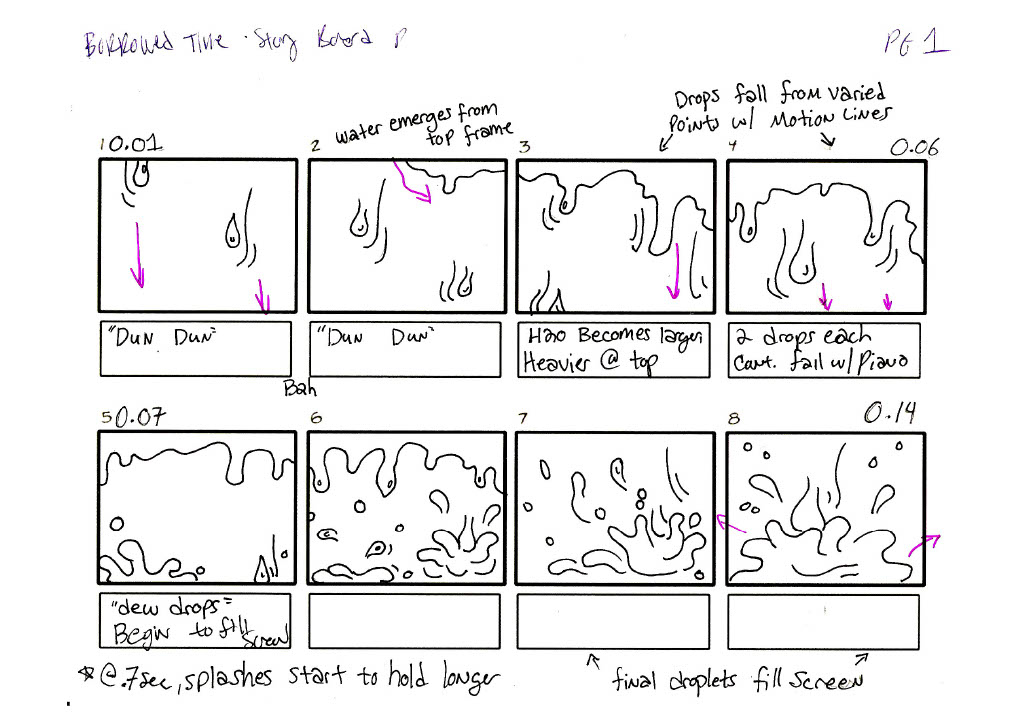 Borrowed Time · Story Board P
PG 1
Drops fall from varied
Points w/ Motion Lines
water emerges from
top frame
1 0.01
2
3
4
0.06
"Dun Dun"
"Dun Dun"
H2o Becomes larger,
Heavier @ top
2 drops each
Cont. fall w/ Piano
Bah
5 0.07
6
7
8
0.14
"dew drops"
Begin to fill
Screen
* @.7sec, splashes start to hold longer
final droplets fill screen